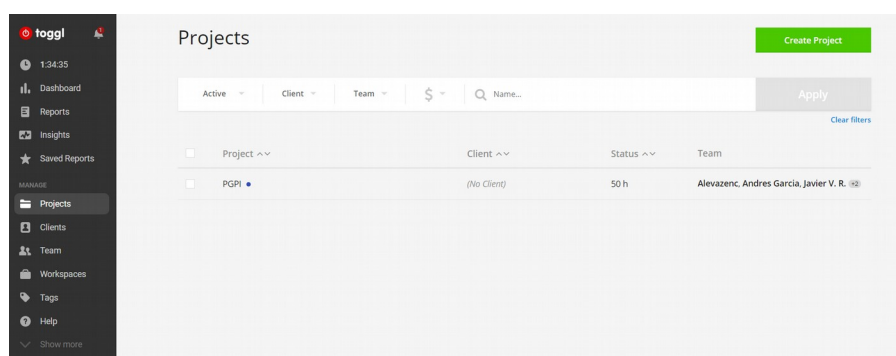 toggl
1:34:35
Dashboard
Reports
Insights
Saved Reports
MANAGE
Projects
Clients
Team
Workspaces
Tags
Help
Show more
Projects
Create Project
Active
Client
Team
$
Name...
Apply
Clear filters
Project
Client
Status
Team
PGPI
(No Client)
50 h
Alevazenc, Andres Garcia, Javier V. R. +2